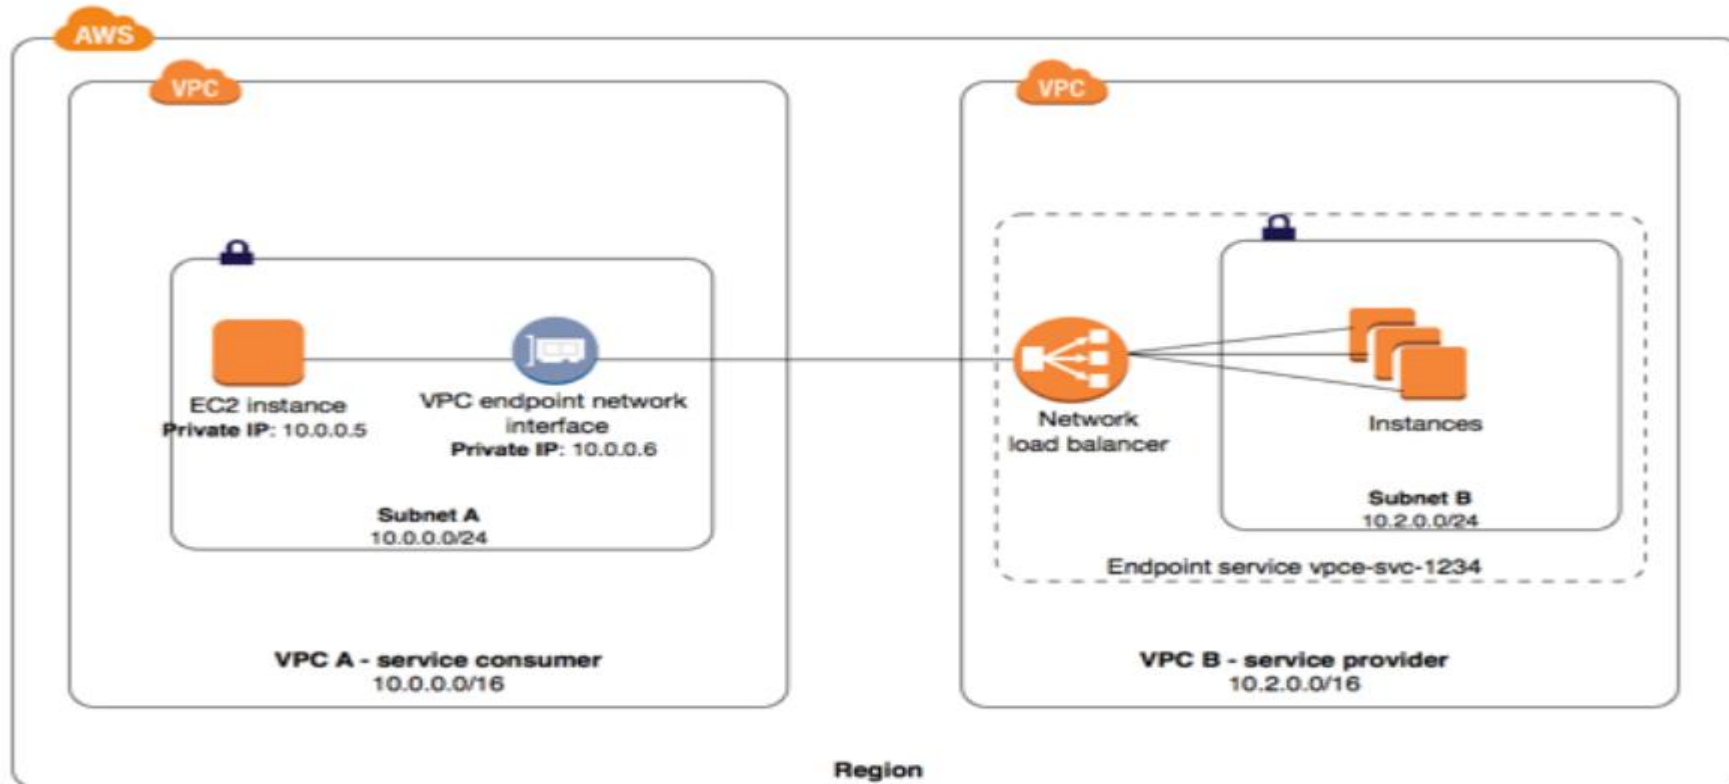 AWS
VPC
VPC
EC2 instance
Private IP: 10.0.0.5
VPC endpoint network
interface
Private IP: 10.0.0.6
Subnet A
10.0.0.0/24
VPC A - service consumer
10.0.0.0/16
Network
load balancer
Instances
Subnet B
10.2.0.0/24
Endpoint service vpce-svc-1234
VPC B - service provider
10.2.0.0/16
Region